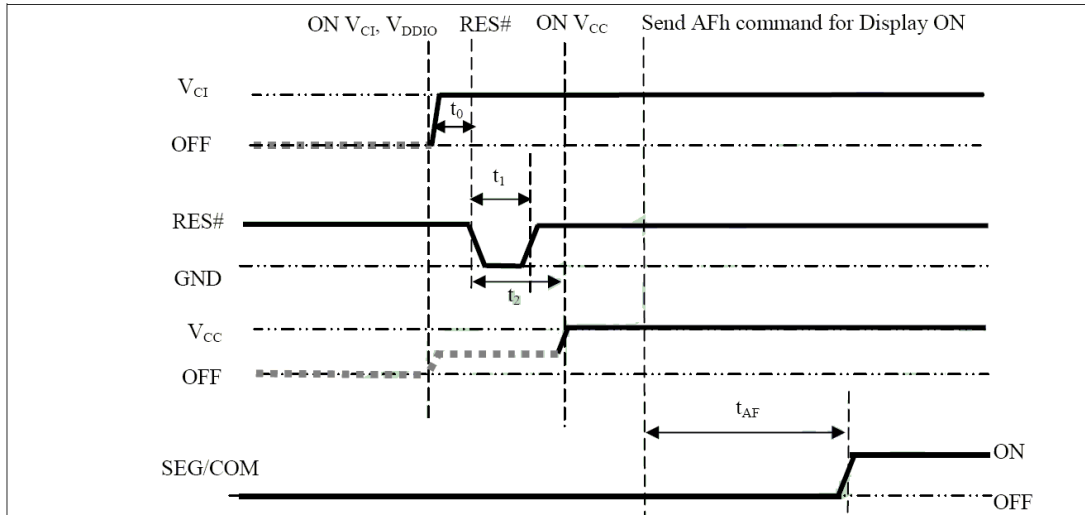 ON V_CI, V_DDIO RES# ON V_CC Send AFh command for Display ON
V_CI
t_0
OFF
t_1
RES#
GND
t_2
V_CC
OFF
t_AF
SEG/COM
ON
OFF